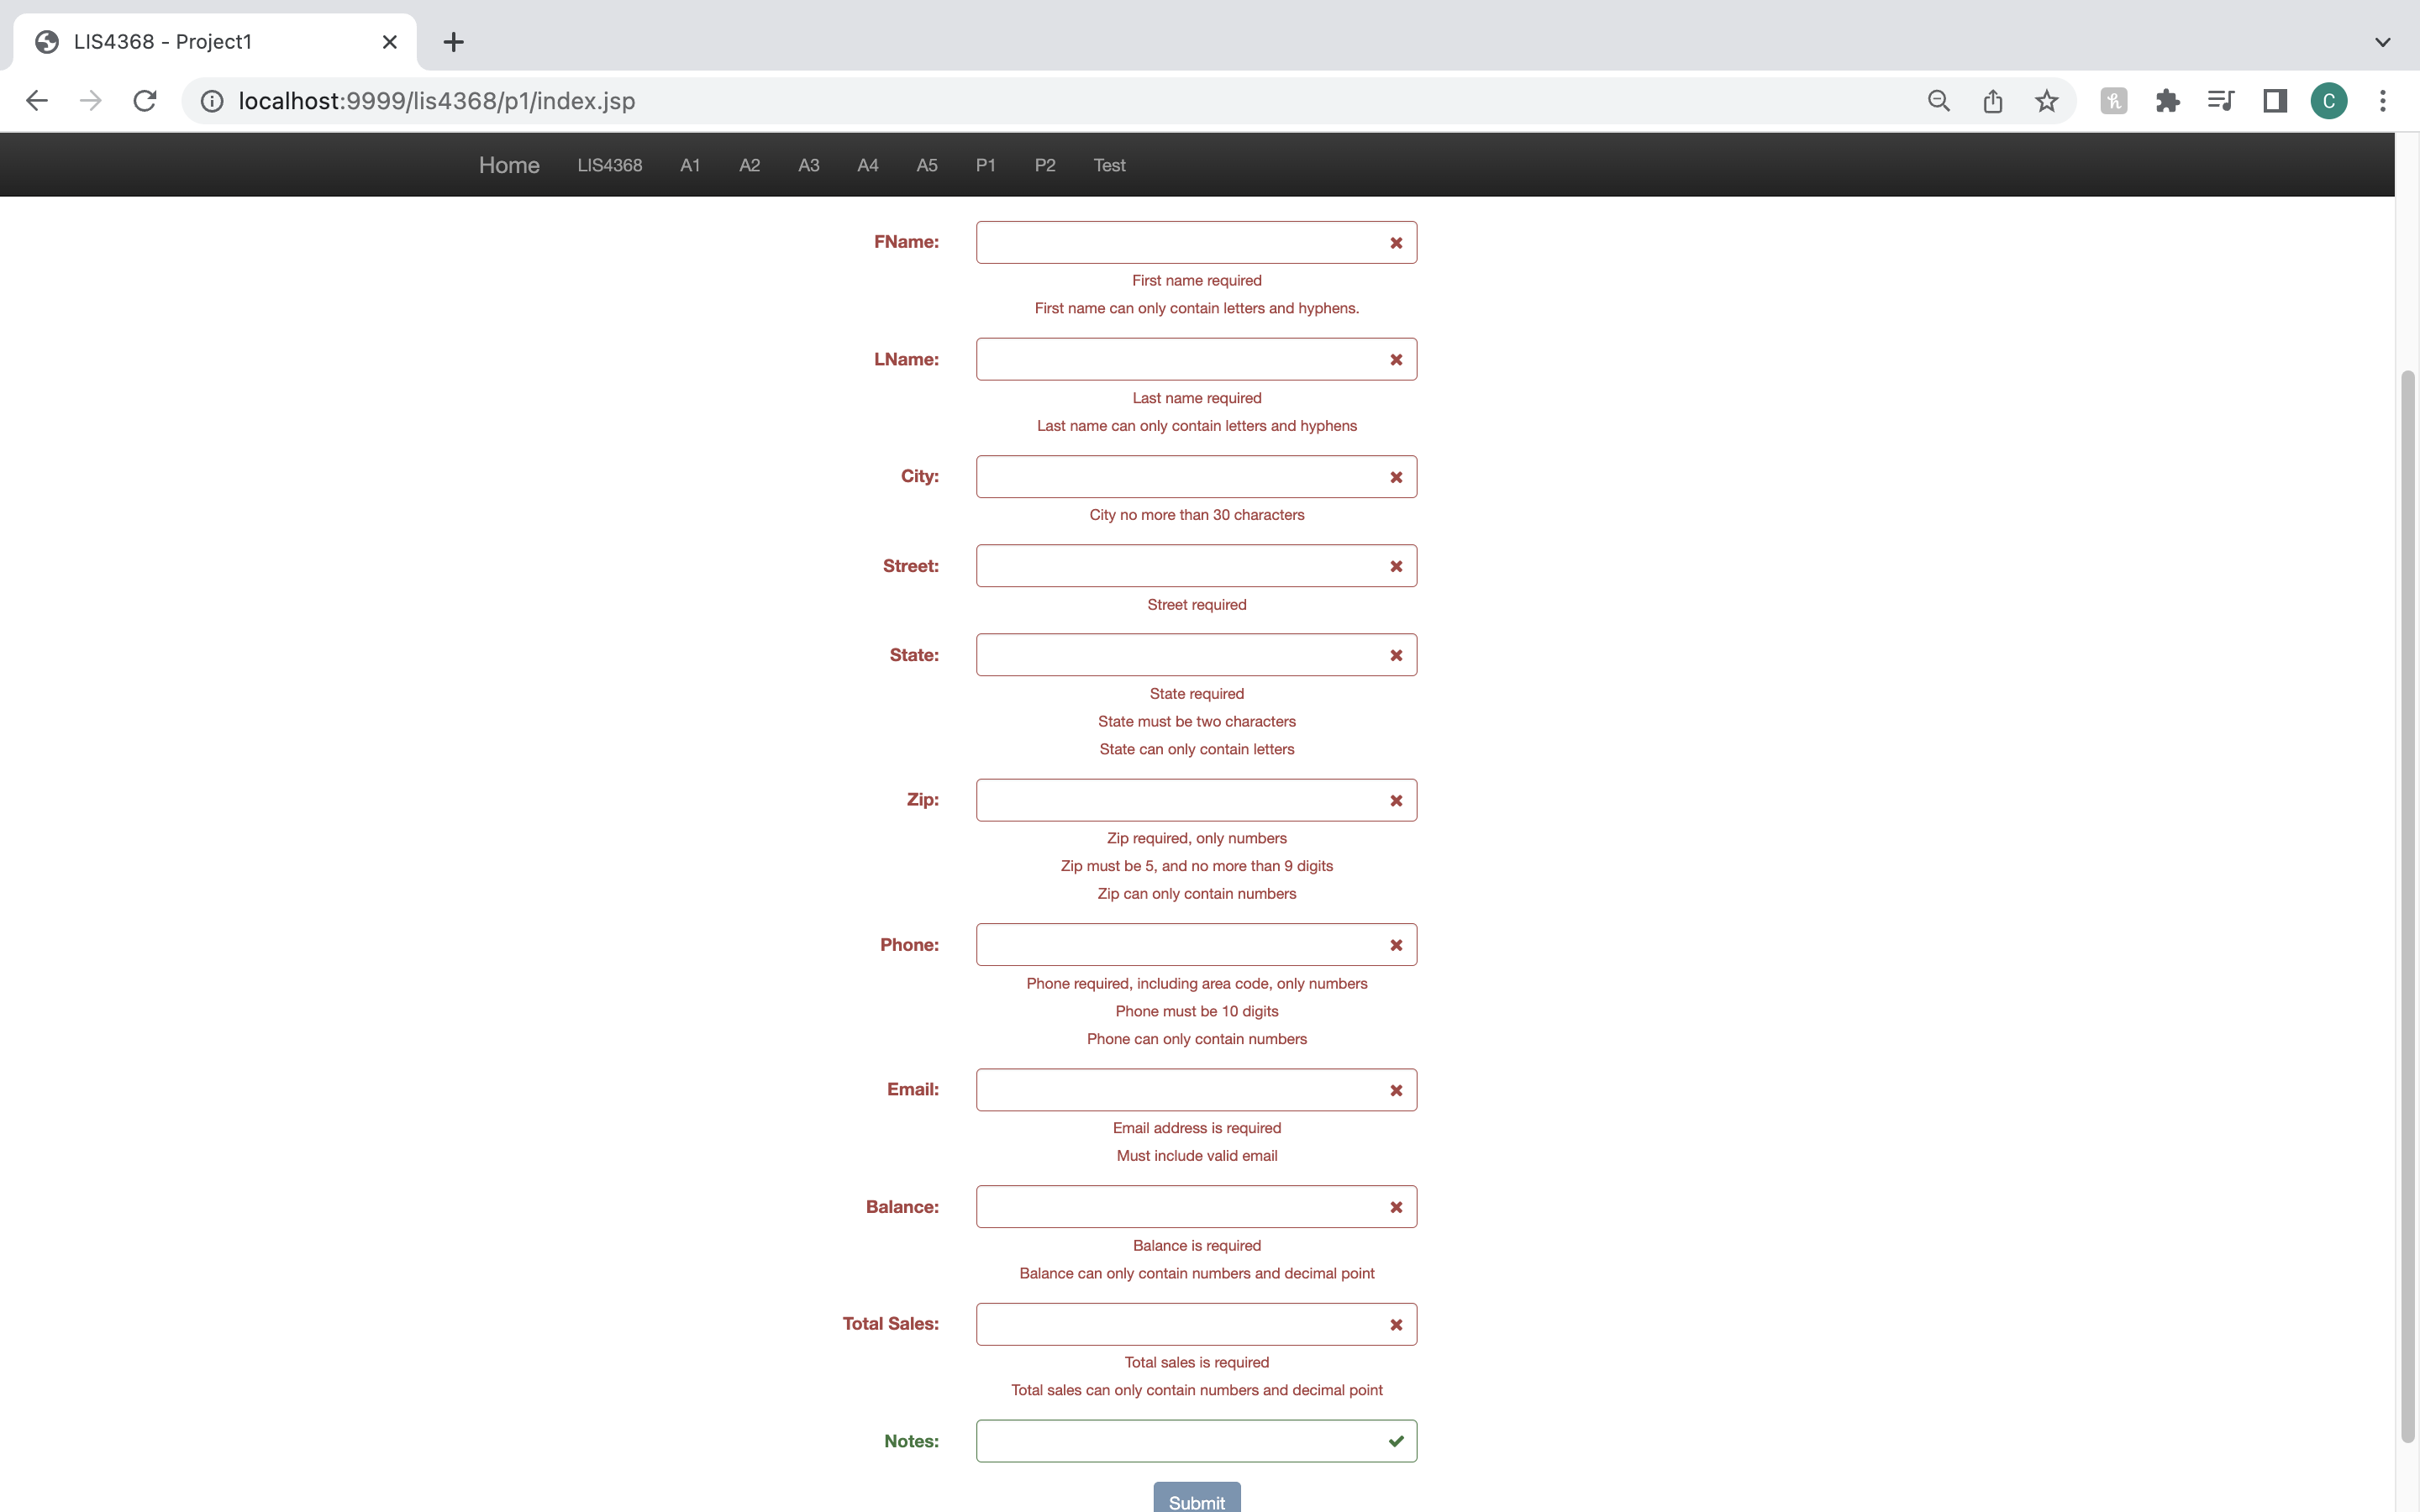 LIS4368 - Project1
localhost:9999/lis4368/p1/index.jsp
C
Home LIS4368 A1 A2 A3 A4 A5 P1 P2 Test
FName:
First name required
First name can only contain letters and hyphens.
LName:
Last name required
Last name can only contain letters and hyphens
City:
City no more than 30 characters
Street:
Street required
State:
State required
State must be two characters
State can only contain letters
Zip:
Zip required, only numbers
Zip must be 5, and no more than 9 digits
Zip can only contain numbers
Phone:
Phone required, including area code, only numbers
Phone must be 10 digits
Phone can only contain numbers
Email:
Email address is required
Must include valid email
Balance:
Balance is required
Balance can only contain numbers and decimal point
Total Sales:
Total sales is required
Total sales can only contain numbers and decimal point
Notes:
Submit